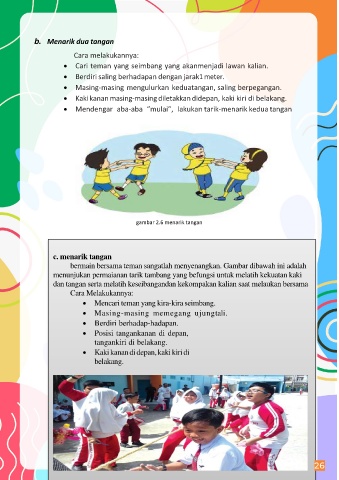 b. Menarik dua tangan
Cara melakukannya:
• Cari teman yang seimbang yang akanmenjadi lawan kalian.
• Berdiri saling berhadapan dengan jarak1 meter.
• Masing-masing mengulurkan keduatangan, saling berpegangan.
• Kaki kanan masing-masing diletakkan didepan, kaki kiri di belakang.
• Mendengar aba-aba "mulai", lakukan tarik-menarik kedua tangan
gambar 2.6 menarik tangan
c. menarik tangan
bermain bersama teman sangatlah menyenangkan. Gambar dibawah ini adalah
menunjukan permainan tarik tambang yang befungsi untuk melatih kekuatan kaki
dan tangan serta melatih keseibangandan kekompakan kalian saat melaukan bersama
Cara Melakukannya:
• Mencari teman yang kira-kira seimbang.
• Masing-masing memegang ujungtali.
• Berdiri berhadap-hadapan.
• Posisi tangankanan di depan,
tangankiri di belakang.
• Kaki kanan di depan, kaki kiri di
belakang.
26